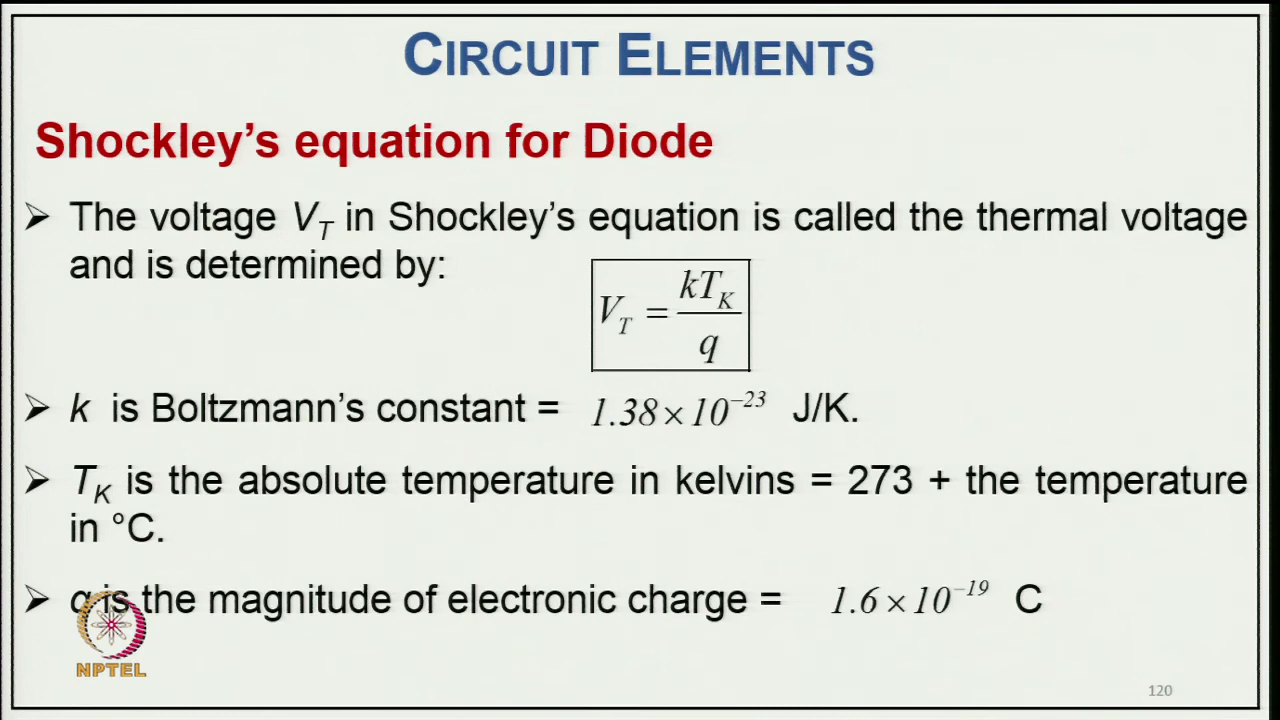 CIRCUIT ELEMENTS
Shockley's equation for Diode
➢ The voltage V_T in Shockley's equation is called the thermal voltage
and is determined by:
V_T = kT_K / q
➢ k is Boltzmann's constant = 1.38×10^−23 J/K.
➢ T_K is the absolute temperature in kelvins = 273 + the temperature
in °C.
➢ q is the magnitude of electronic charge = 1.6×10^−19 C
NPTEL
120